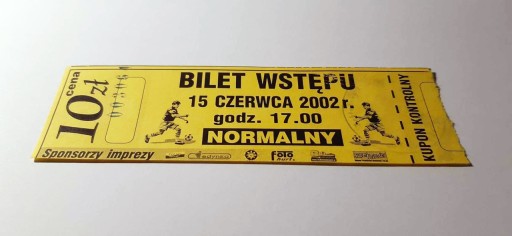 cena
10 zł
BILET WSTĘPU
15 CZERWCA 2002 r.
godz. 17.00
NORMALNY
Sponsorzy imprezy
foto
KUPON KONTROLNY